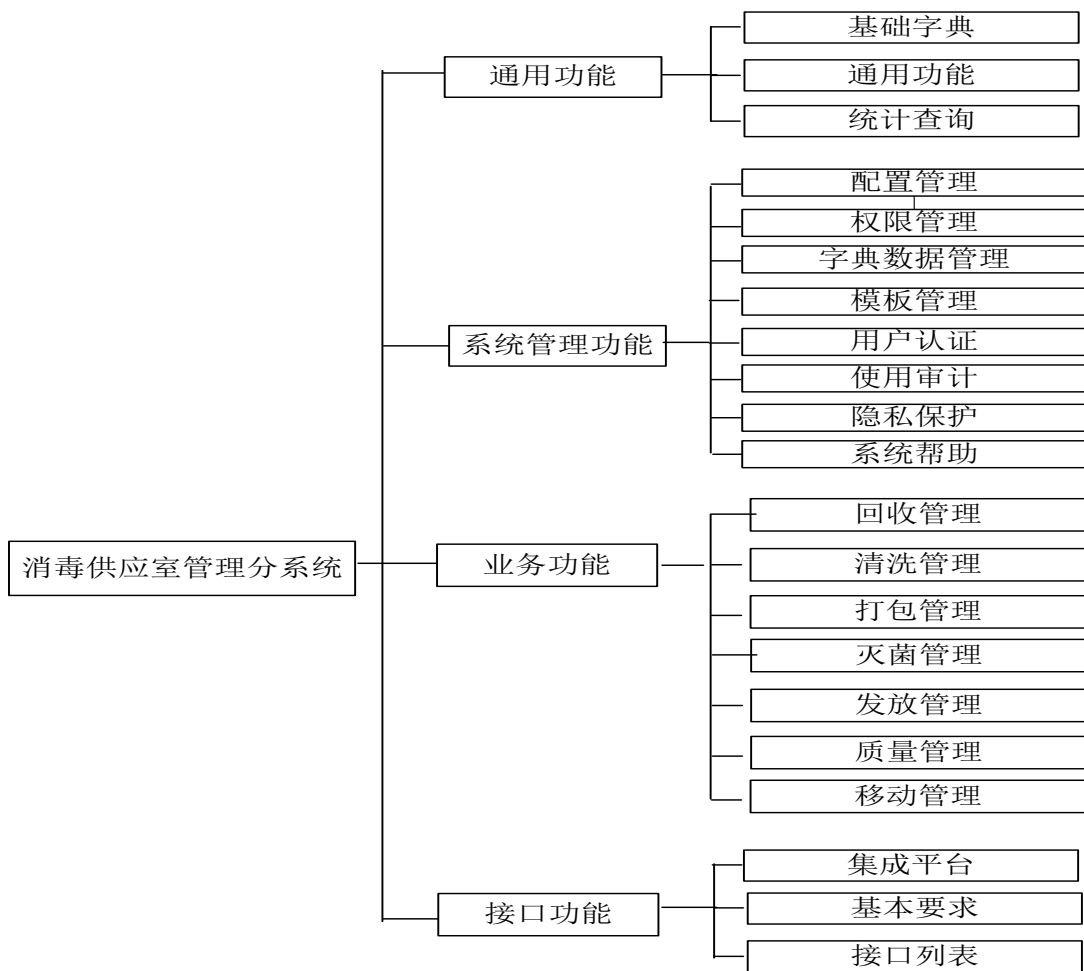 消毒供应室管理分系统
通用功能
基础字典
通用功能
统计查询
系统管理功能
配置管理
权限管理
字典数据管理
模板管理
用户认证
使用审计
隐私保护
系统帮助
业务功能
回收管理
清洗管理
打包管理
灭菌管理
发放管理
质量管理
移动管理
接口功能
集成平台
基本要求
接口列表